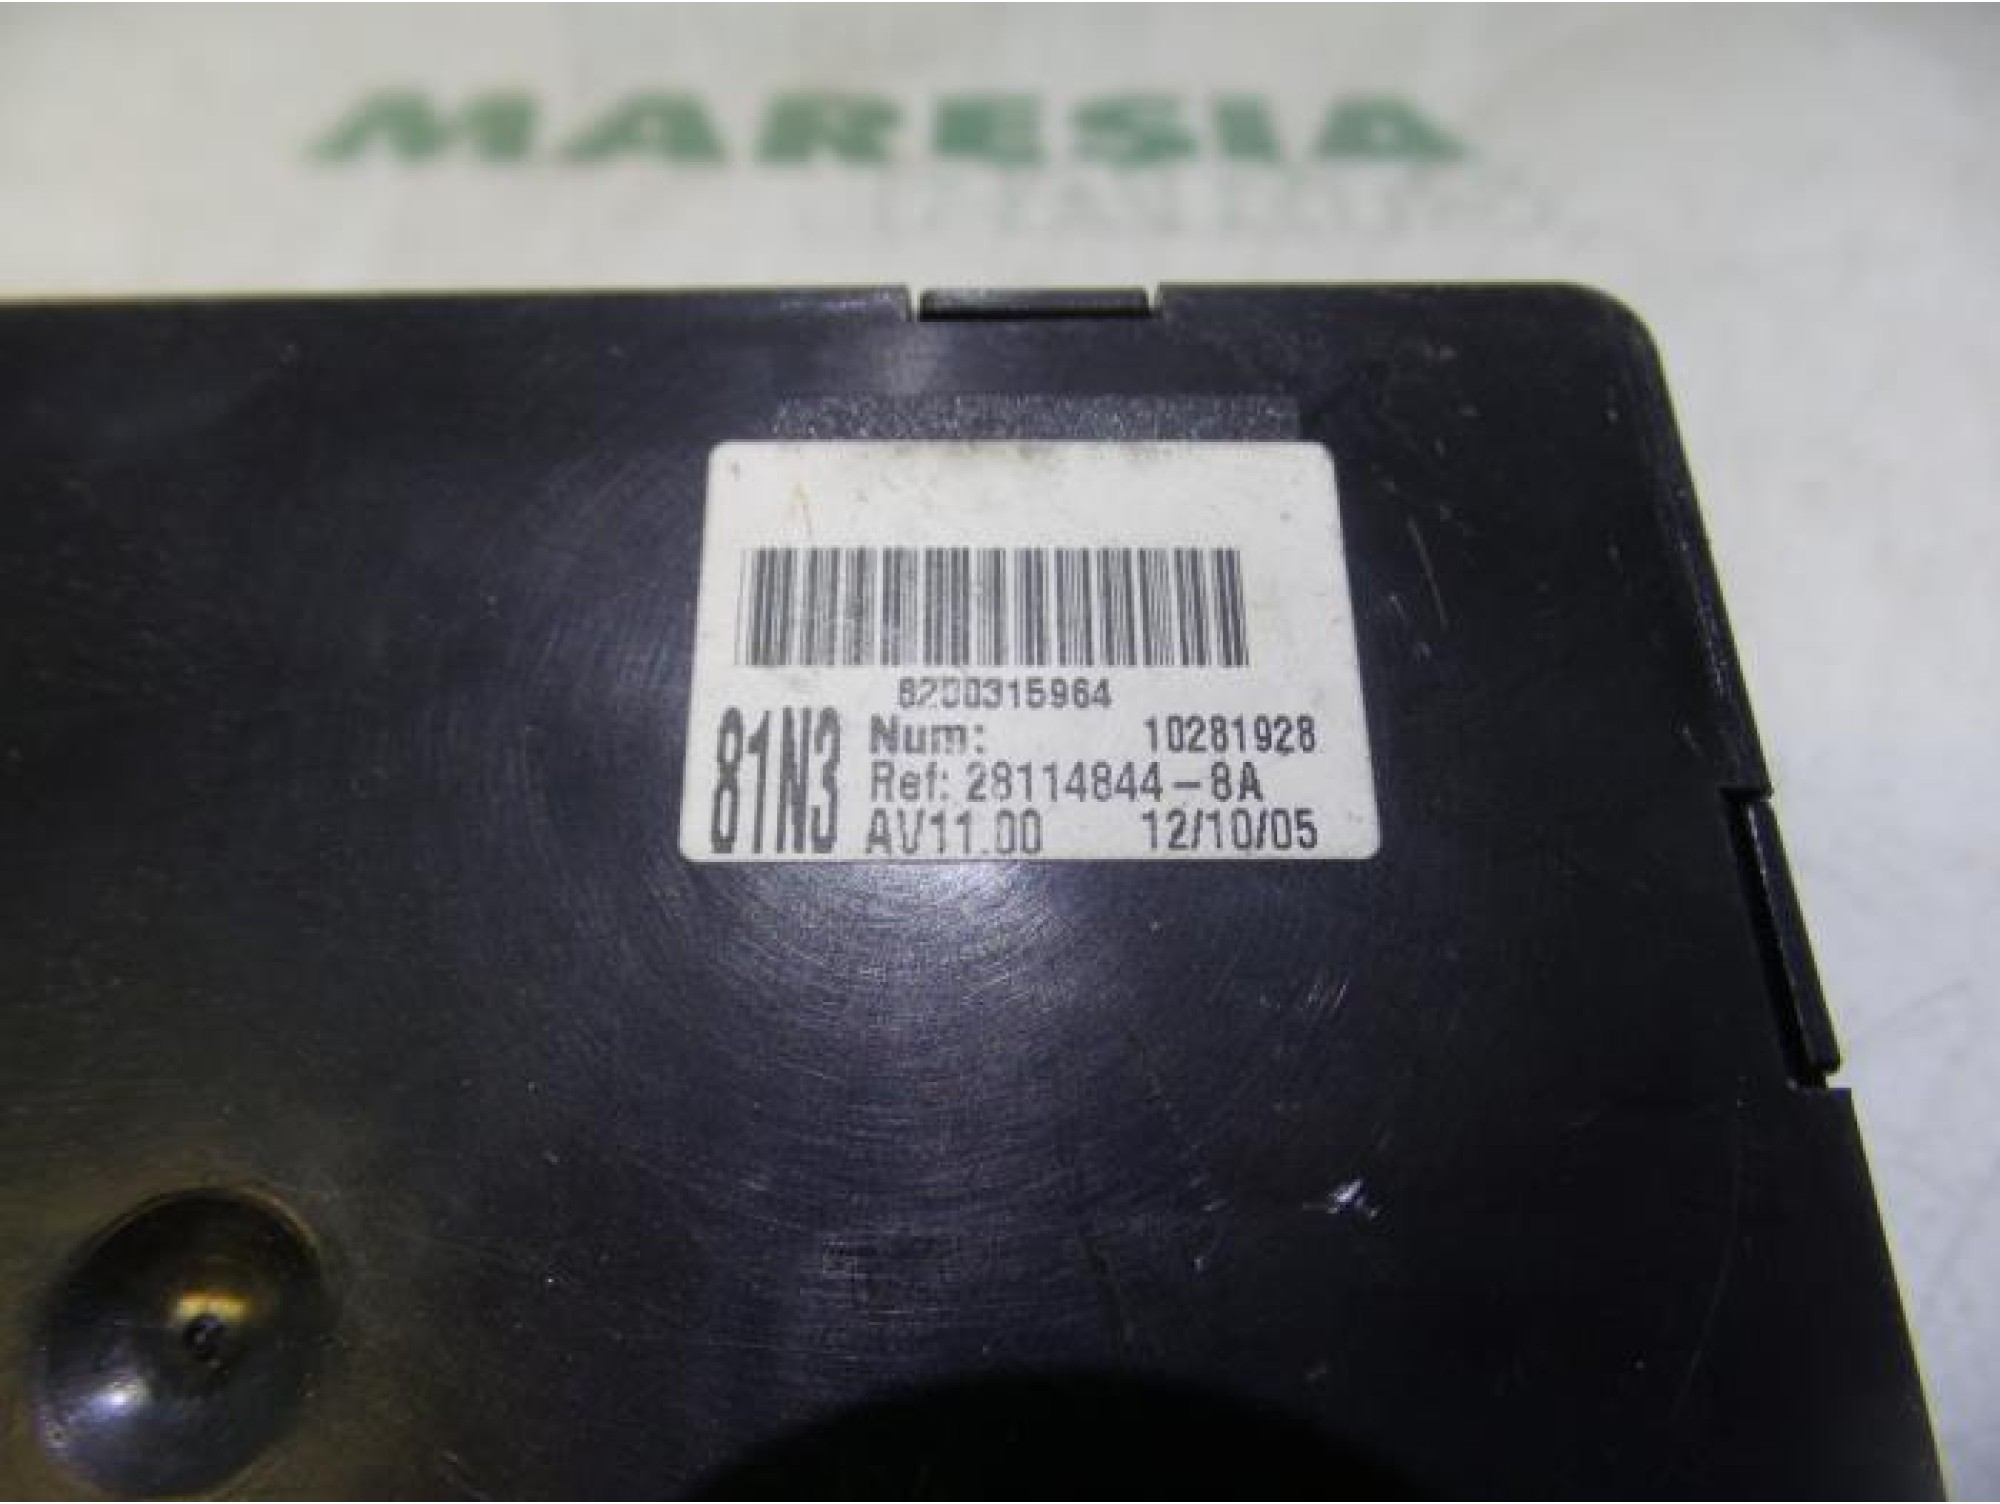 MARESIA
8200315964
81N3
Num: 10281928
Ref: 28114844-8A
AV11.00 12/10/05